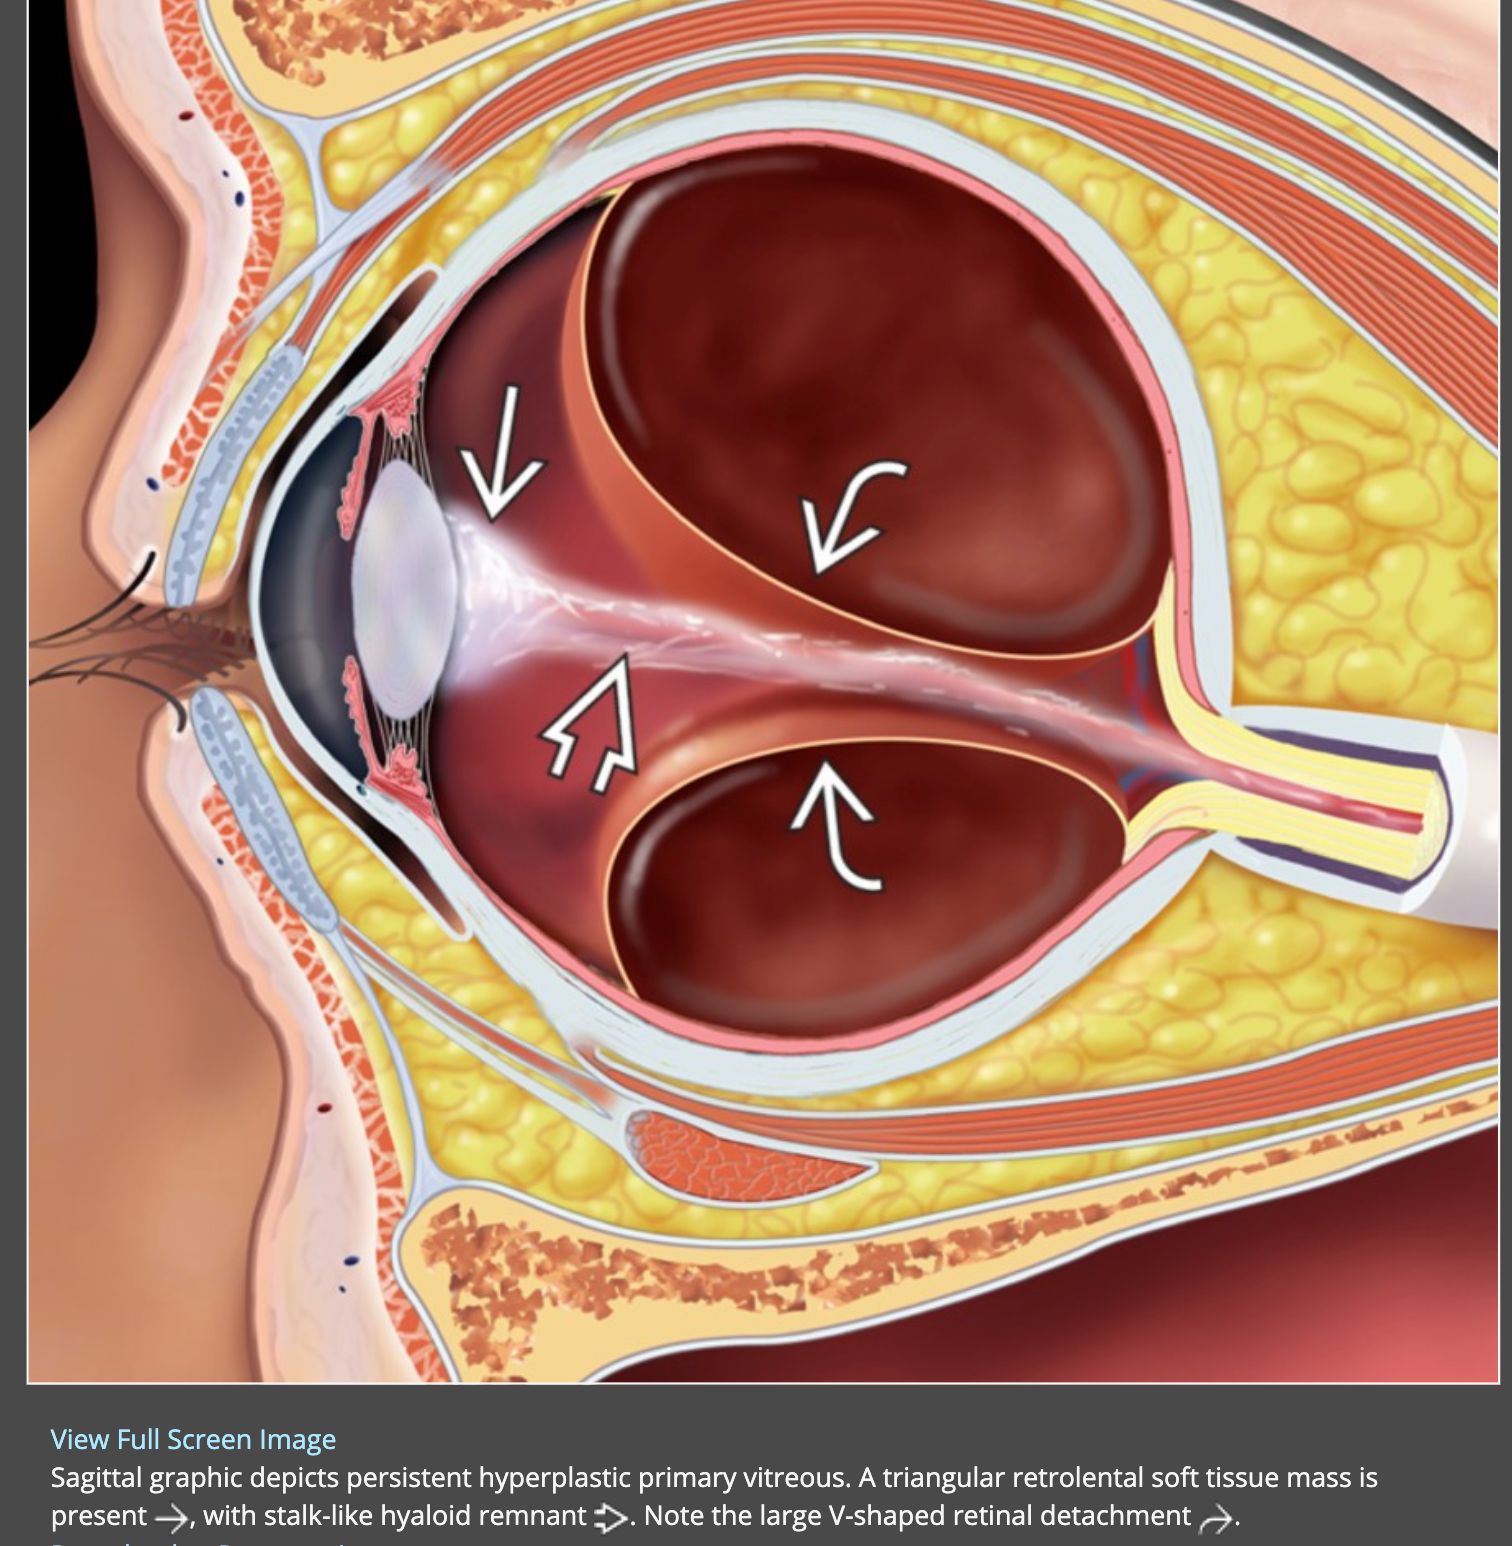 View Full Screen Image
Sagittal graphic depicts persistent hyperplastic primary vitreous. A triangular retrolental soft tissue mass is
present , with stalk-like hyaloid remnant . Note the large V-shaped retinal detachment .